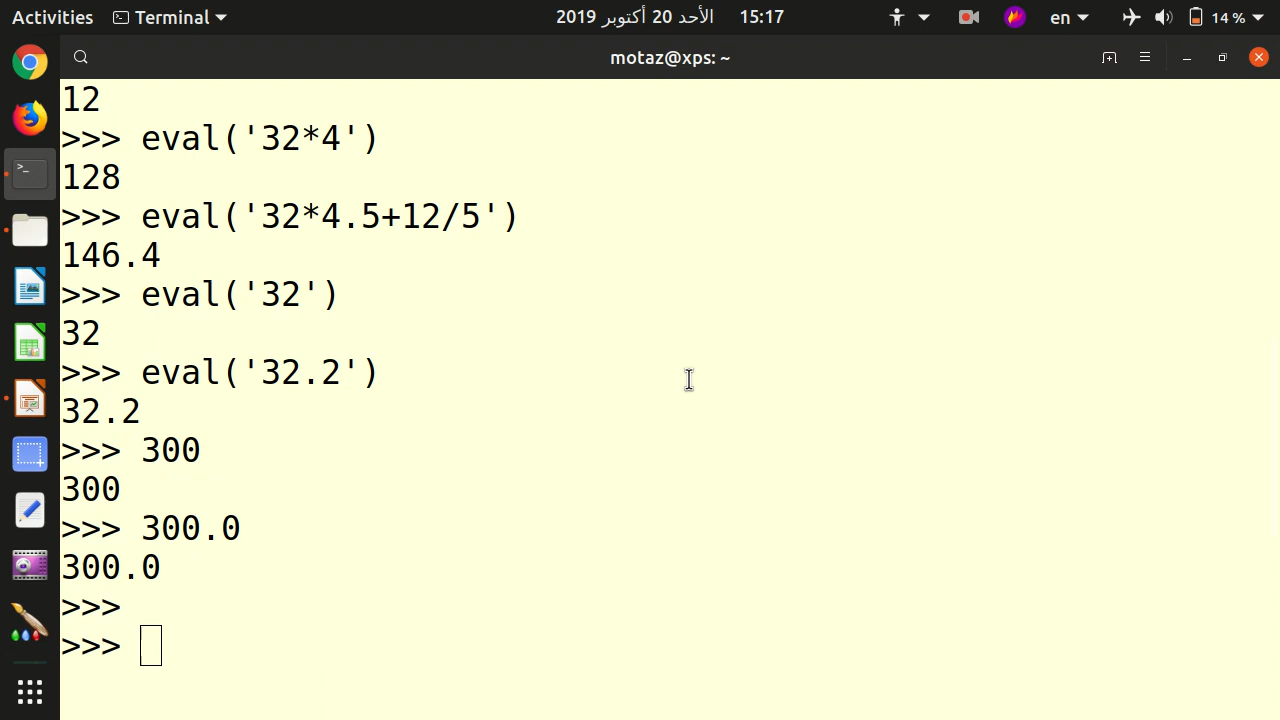 Activities Terminal الأحد 20 أكتوبر 2019 15:17 en 14 %
motaz@xps: ~
12
>>> eval('32*4')
128
>>> eval('32*4.5+12/5')
146.4
>>> eval('32')
32
>>> eval('32.2')
32.2
>>> 300
300
>>> 300.0
300.0
>>>
>>>